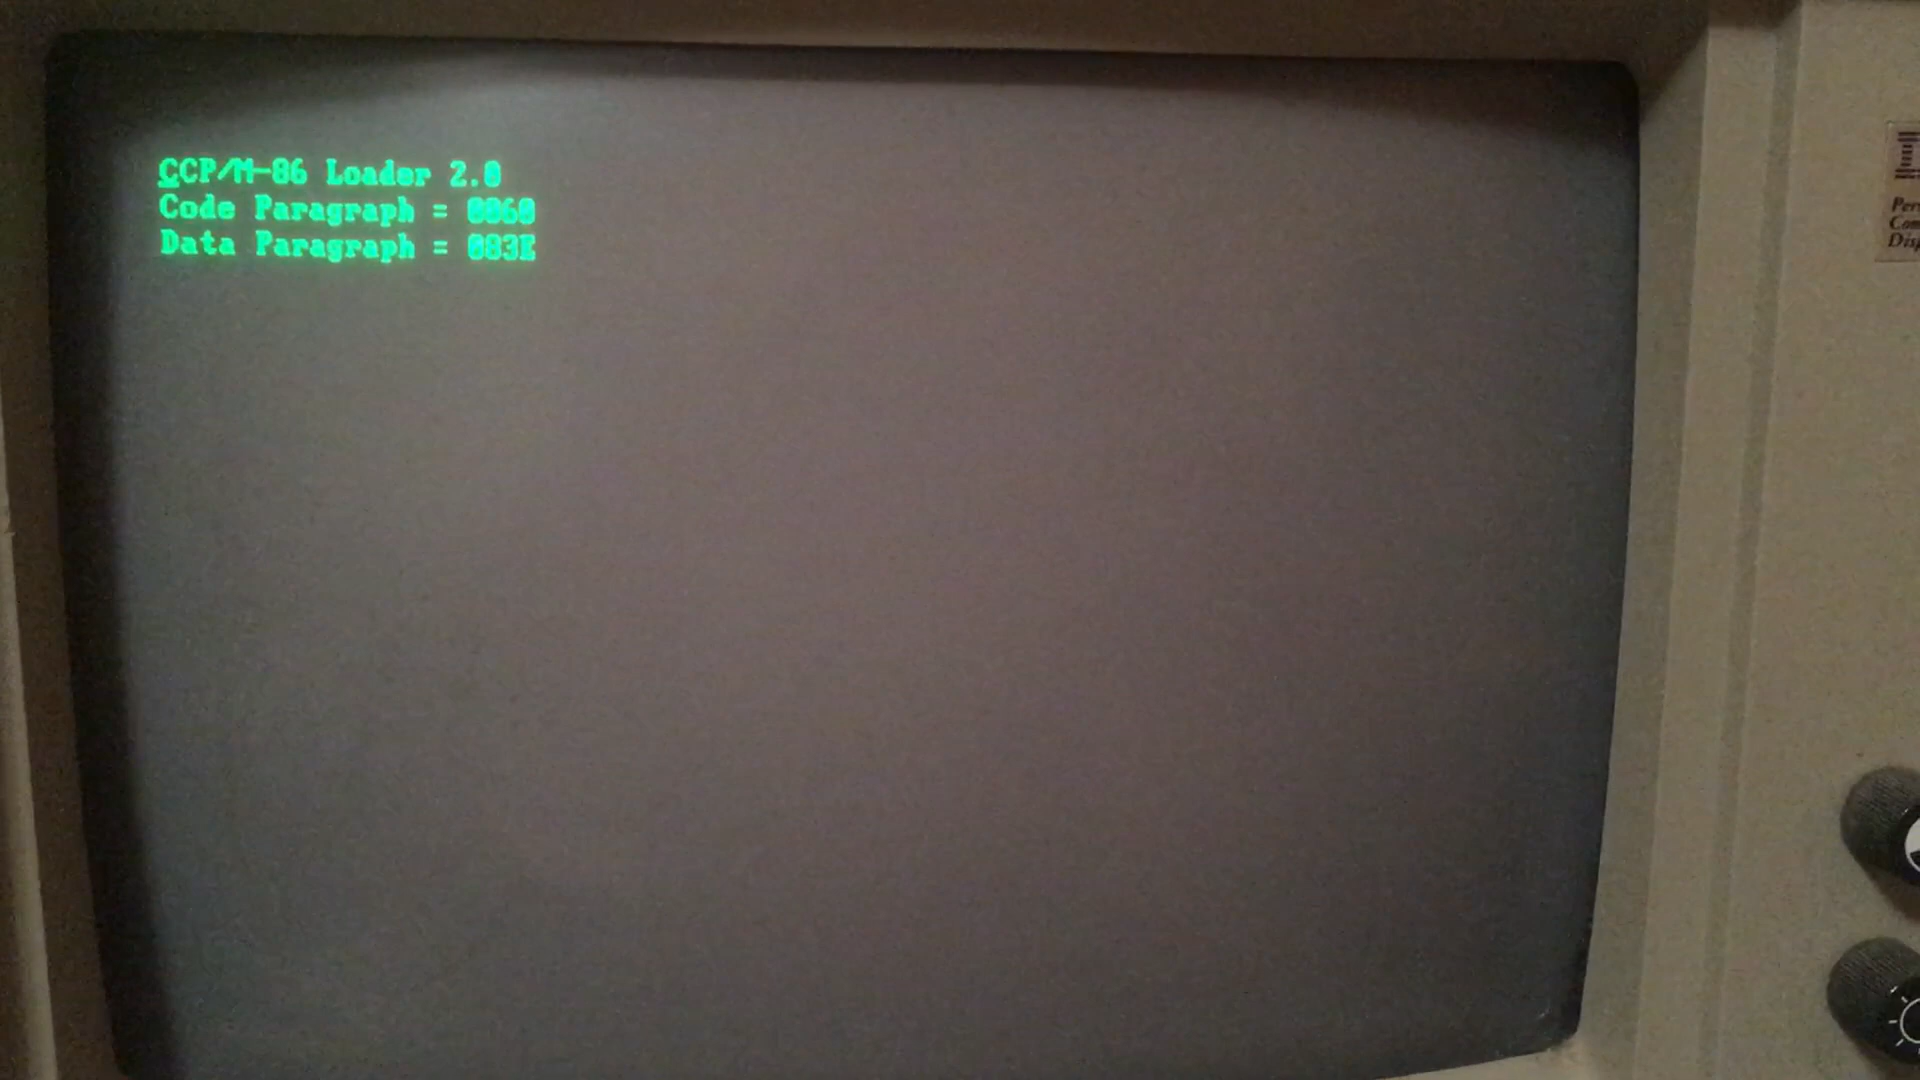 CCP/M-86 Loader 2.0
Code Paragraph = 0060
Data Paragraph = 083E